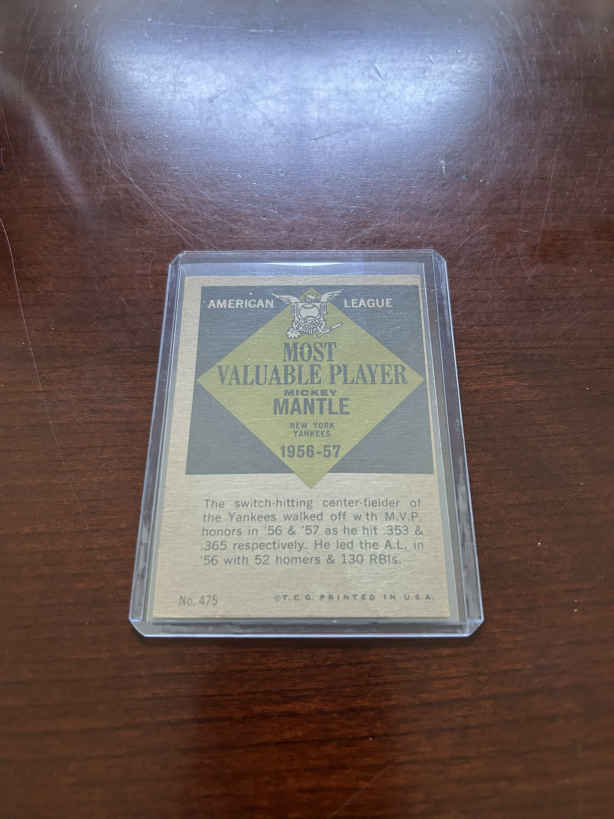 AMERICAN LEAGUE
MOST
VALUABLE PLAYER
MICKEY
MANTLE
NEW YORK
YANKEES
1956-57
The switch-hitting center-fielder of
the Yankees walked off with M.V.P.
honors in '56 & '57 as he hit .353 &
.365 respectively. He led the A.L. in
'56 with 52 homers & 130 RBIs.
No. 475 ©T.C.G. PRINTED IN U.S.A.